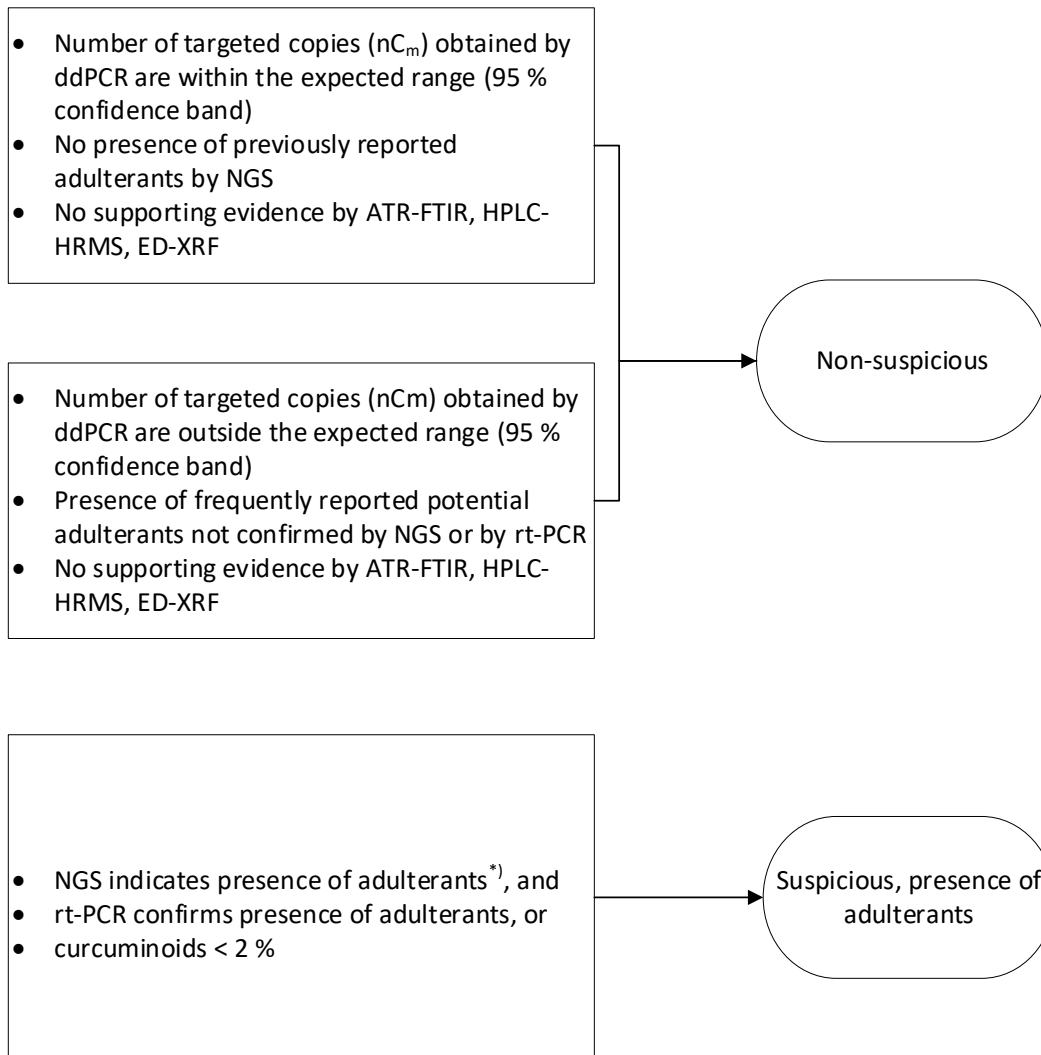 • Number of targeted copies (nCm) obtained by
ddPCR are within the expected range (95 %
confidence band)
• No presence of previously reported
adulterants by NGS
• No supporting evidence by ATR-FTIR, HPLC-
HRMS, ED-XRF
Non-suspicious
• Number of targeted copies (nCm) obtained by
ddPCR are outside the expected range (95 %
confidence band)
• Presence of frequently reported potential
adulterants not confirmed by NGS or by rt-PCR
• No supporting evidence by ATR-FTIR, HPLC-
HRMS, ED-XRF
• NGS indicates presence of adulterants*), and
• rt-PCR confirms presence of adulterants, or
• curcuminoids < 2 %
Suspicious, presence of
adulterants